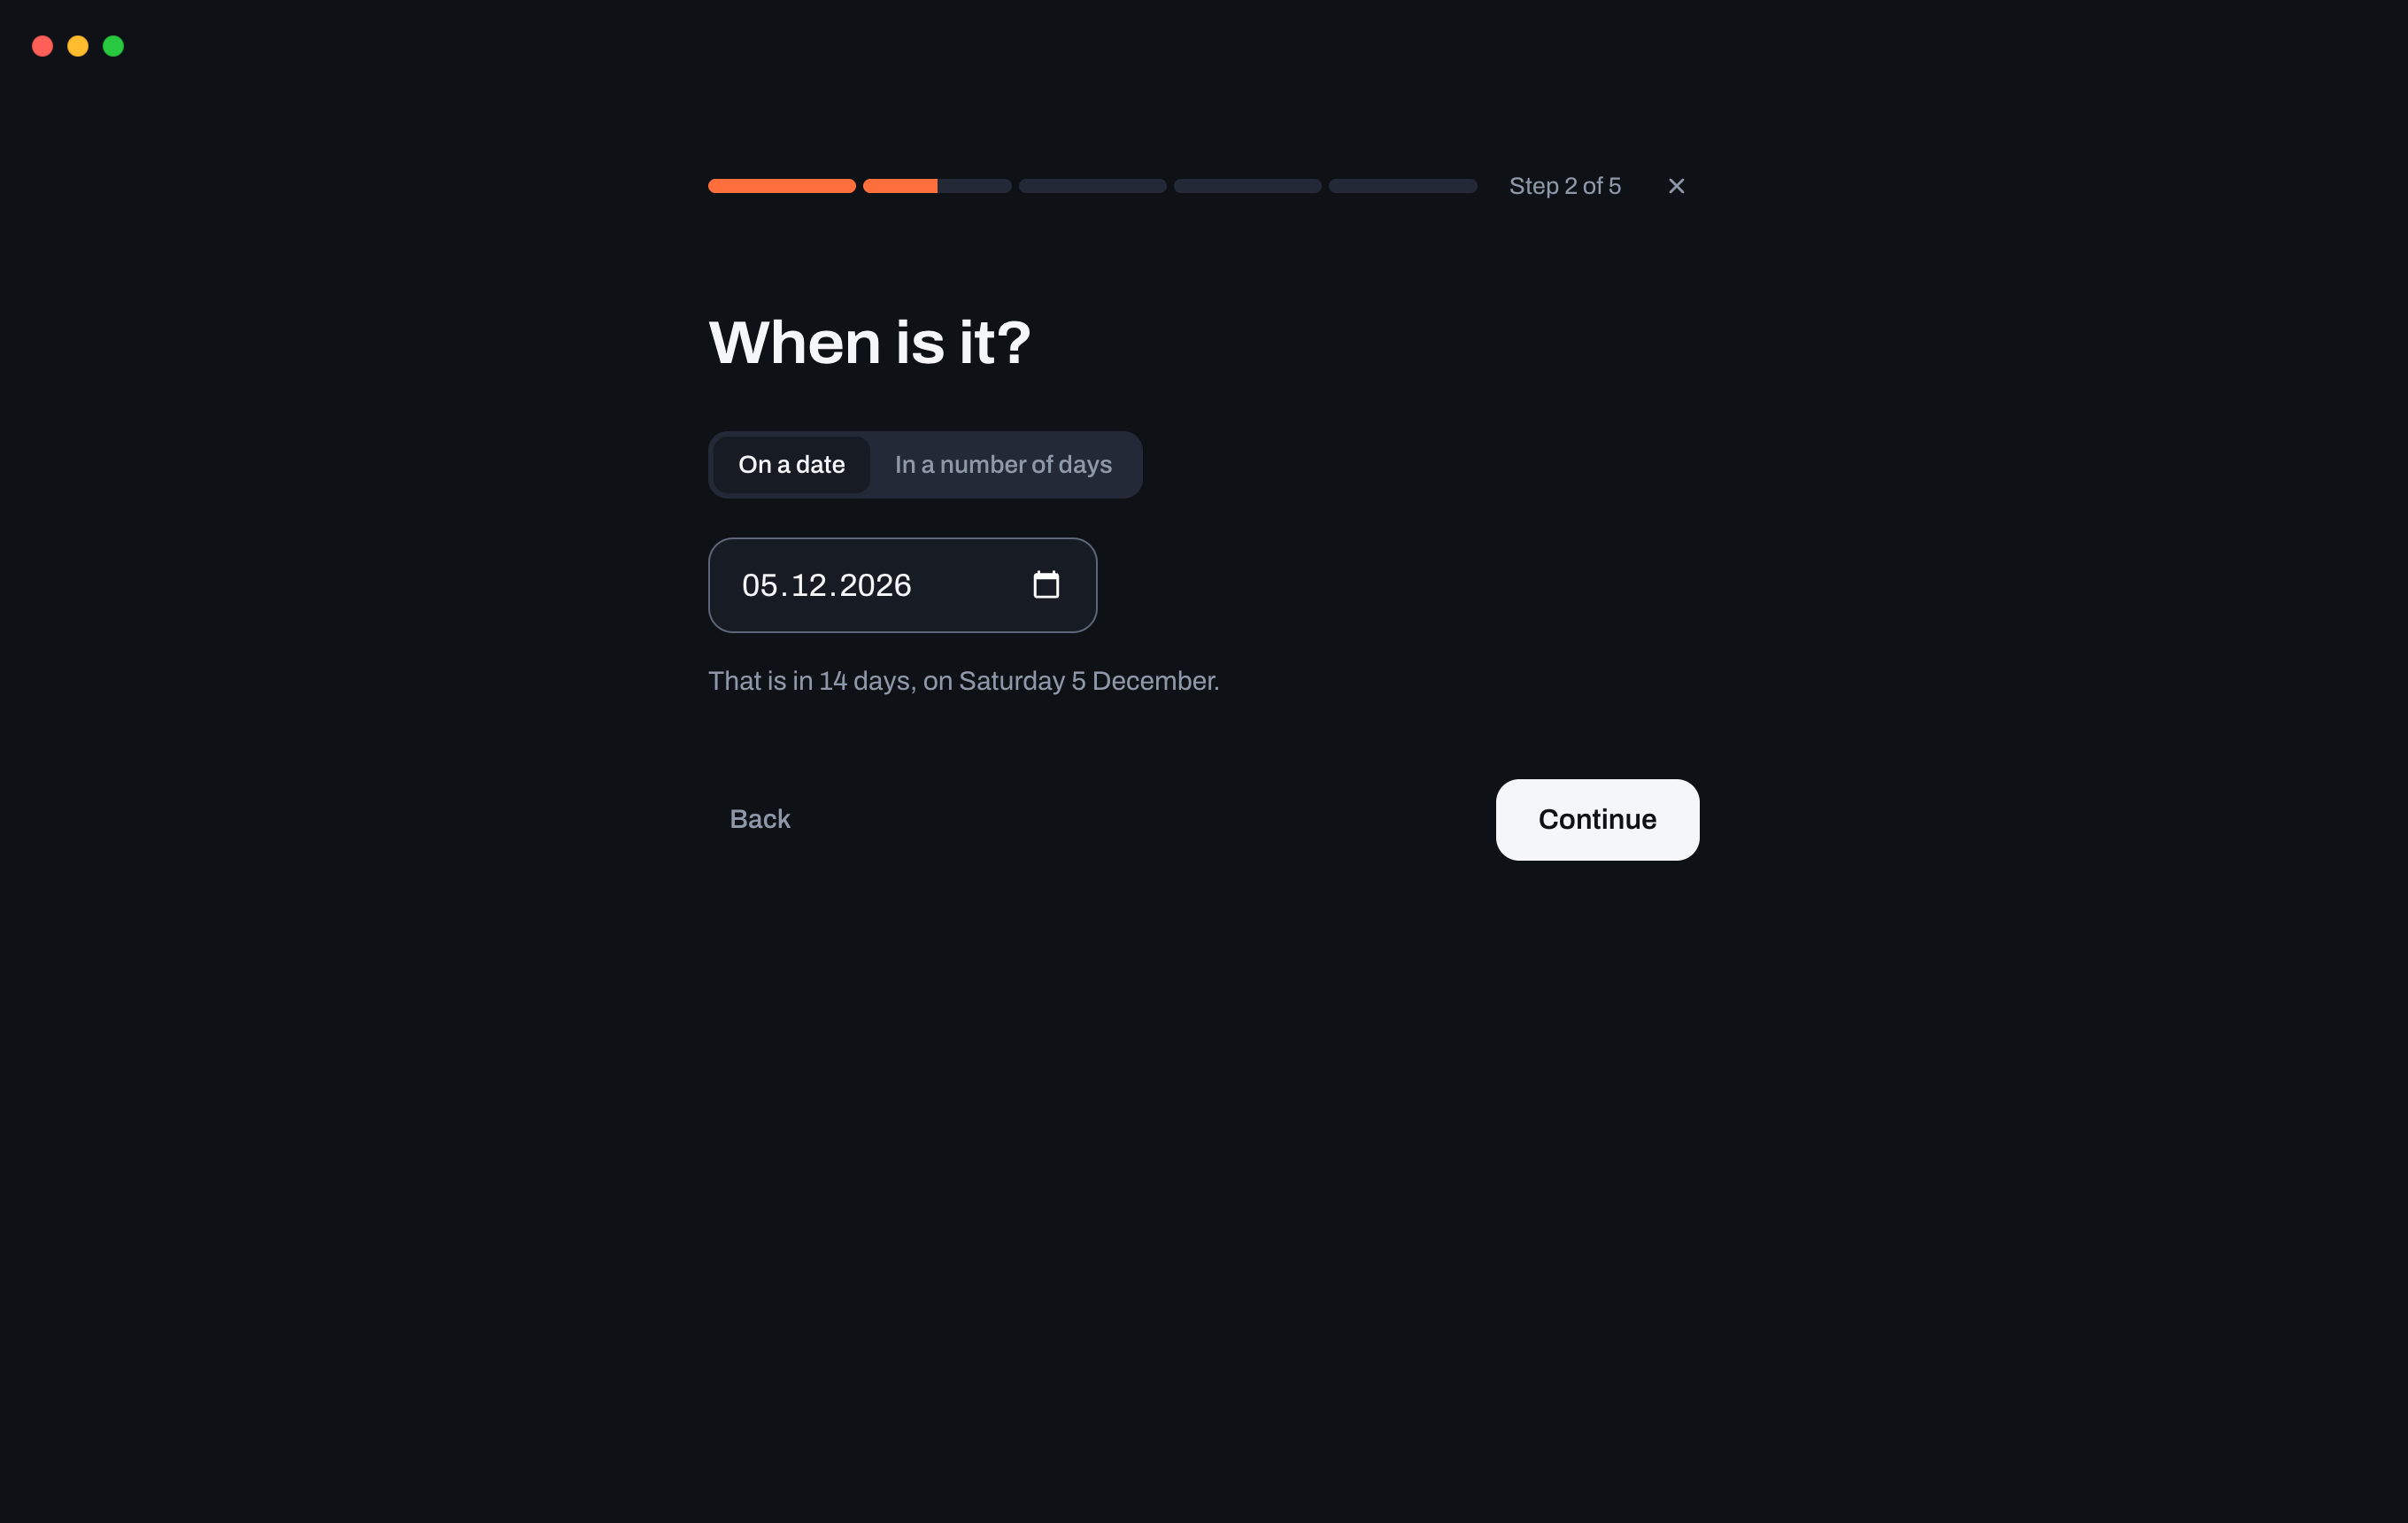 Step 2 of 5
When is it?
On a date
In a number of days
05.12.2026
That is in 14 days, on Saturday 5 December.
Back
Continue